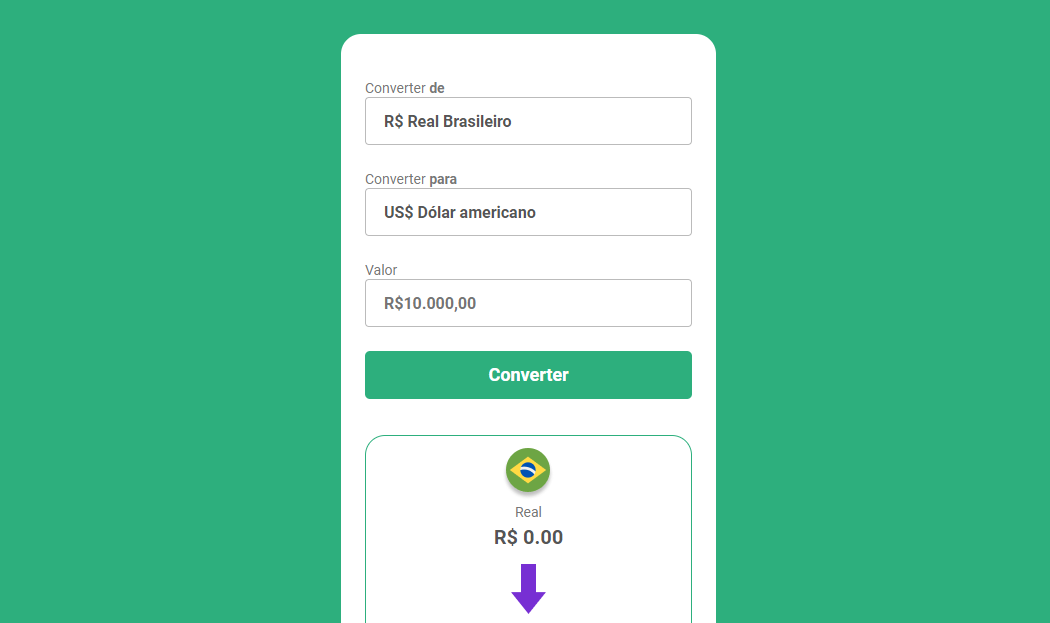 Converter de
R$ Real Brasileiro
Converter para
US$ Dólar americano
Valor
R$10.000,00
Converter
Real
R$ 0.00